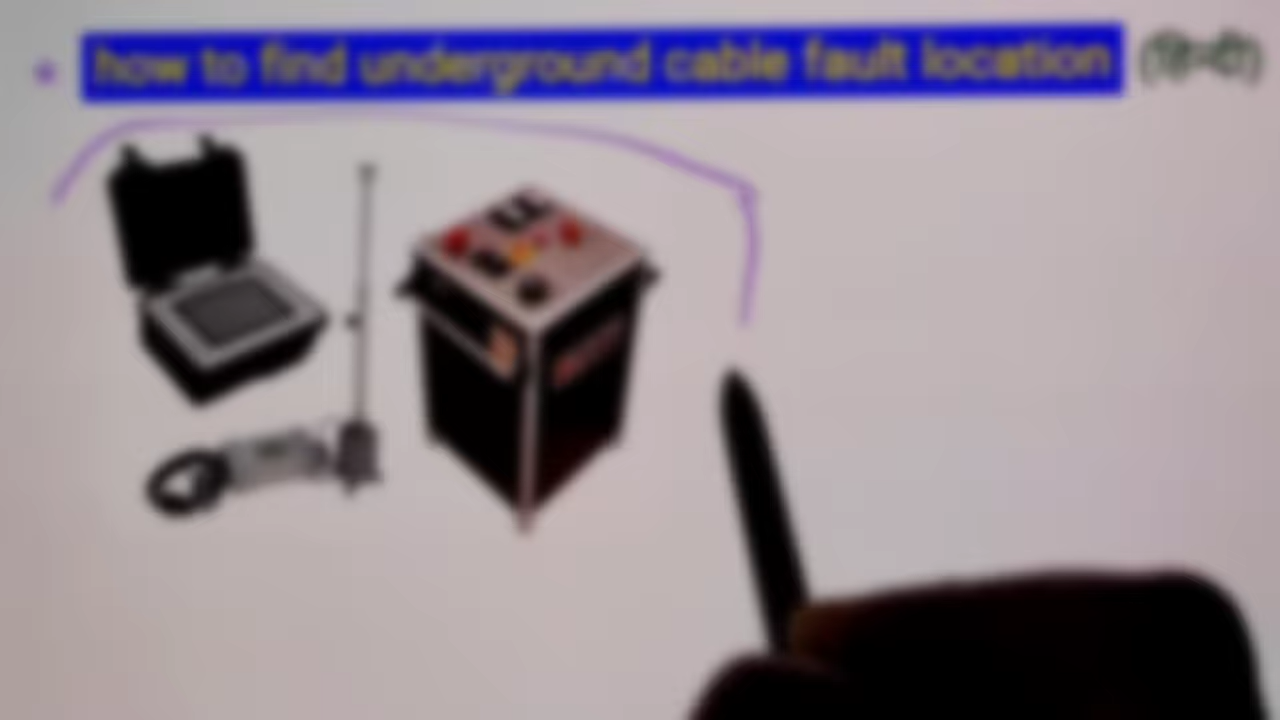 how to find underground cable fault location (हिन्दी)